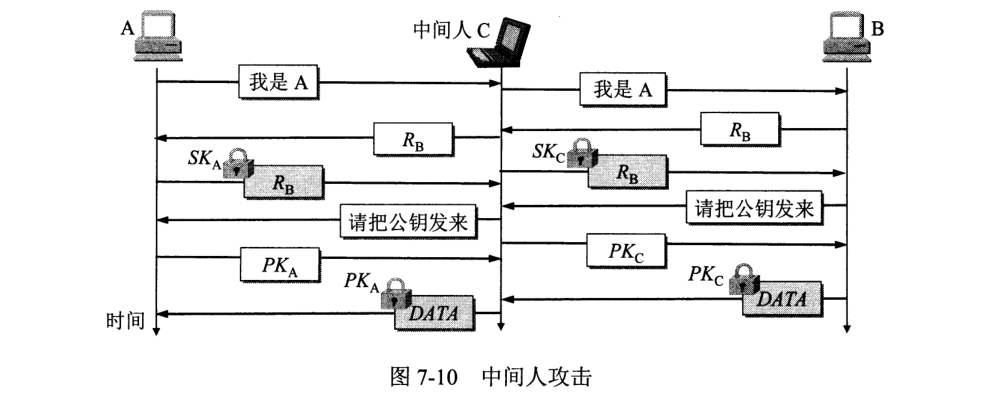 A
中间人 C
B
我是 A
我是 A
R_B
R_B
SK_A
R_B
SK_C
R_B
请把公钥发来
请把公钥发来
PK_A
PK_C
PK_A
DATA
PK_C
DATA
时间
图 7-10 中间人攻击